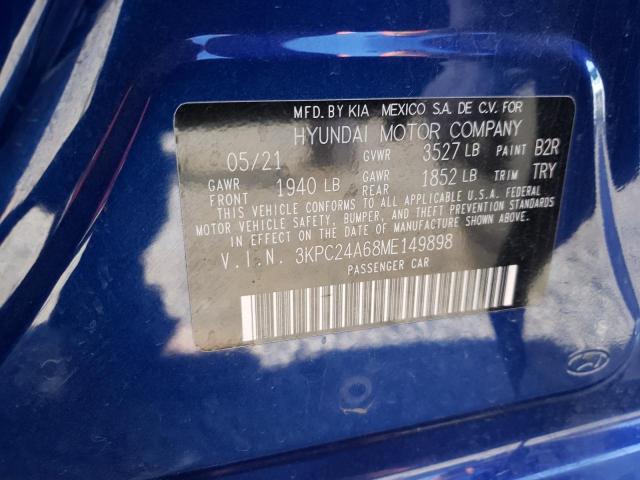 MFD. BY KIA MEXICO S.A. DE C.V. FOR
HYUNDAI MOTOR COMPANY
05/21 GVWR 3527 LB PAINT B2R
GAWR FRONT 1940 LB GAWR REAR 1852 LB TRIM TRY
THIS VEHICLE CONFORMS TO ALL APPLICABLE U.S.A. FEDERAL
MOTOR VEHICLE SAFETY, BUMPER, AND THEFT PREVENTION STANDARDS
IN EFFECT ON THE DATE OF MANUFACTURE SHOWN ABOVE.
V.I.N. 3KPC24A68ME149898
PASSENGER CAR